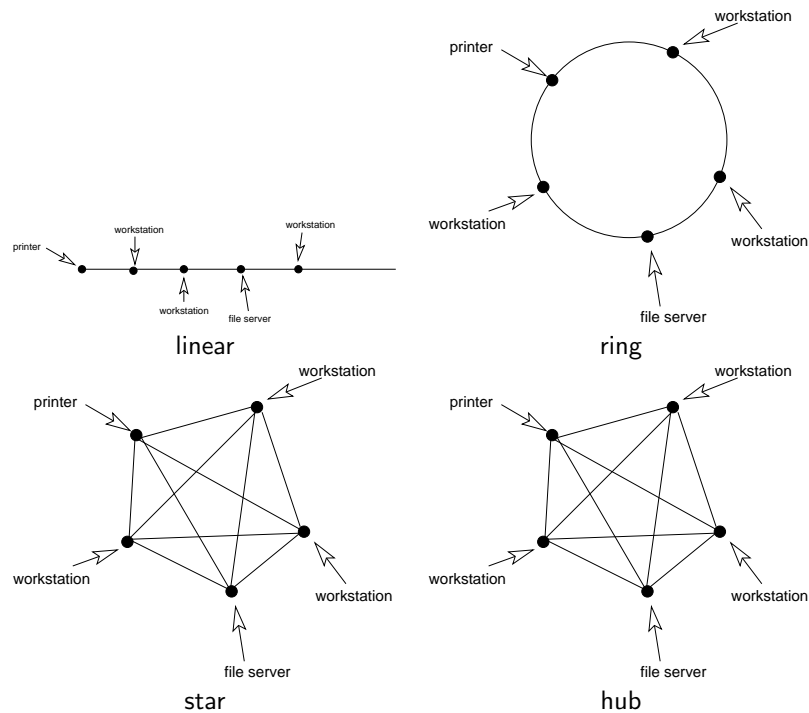 workstation
printer
workstation
workstation
file server
ring
printer
workstation
workstation
workstation
file server
linear
workstation
printer
workstation
workstation
file server
star
workstation
printer
workstation
workstation
file server
hub